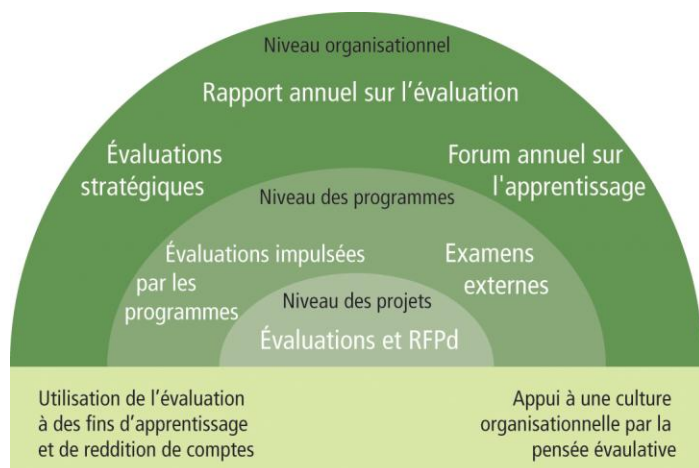 Niveau organisationnel
Rapport annuel sur l'évaluation
Évaluations
stratégiques
Forum annuel sur
l'apprentissage
Niveau des programmes
Évaluations impulsées
par les
programmes
Examens
externes
Niveau des projets
Évaluations et RFPd
Utilisation de l'évaluation
à des fins d'apprentissage
et de reddition de comptes
Appui à une culture
organisationnelle par la
pensée évaulative